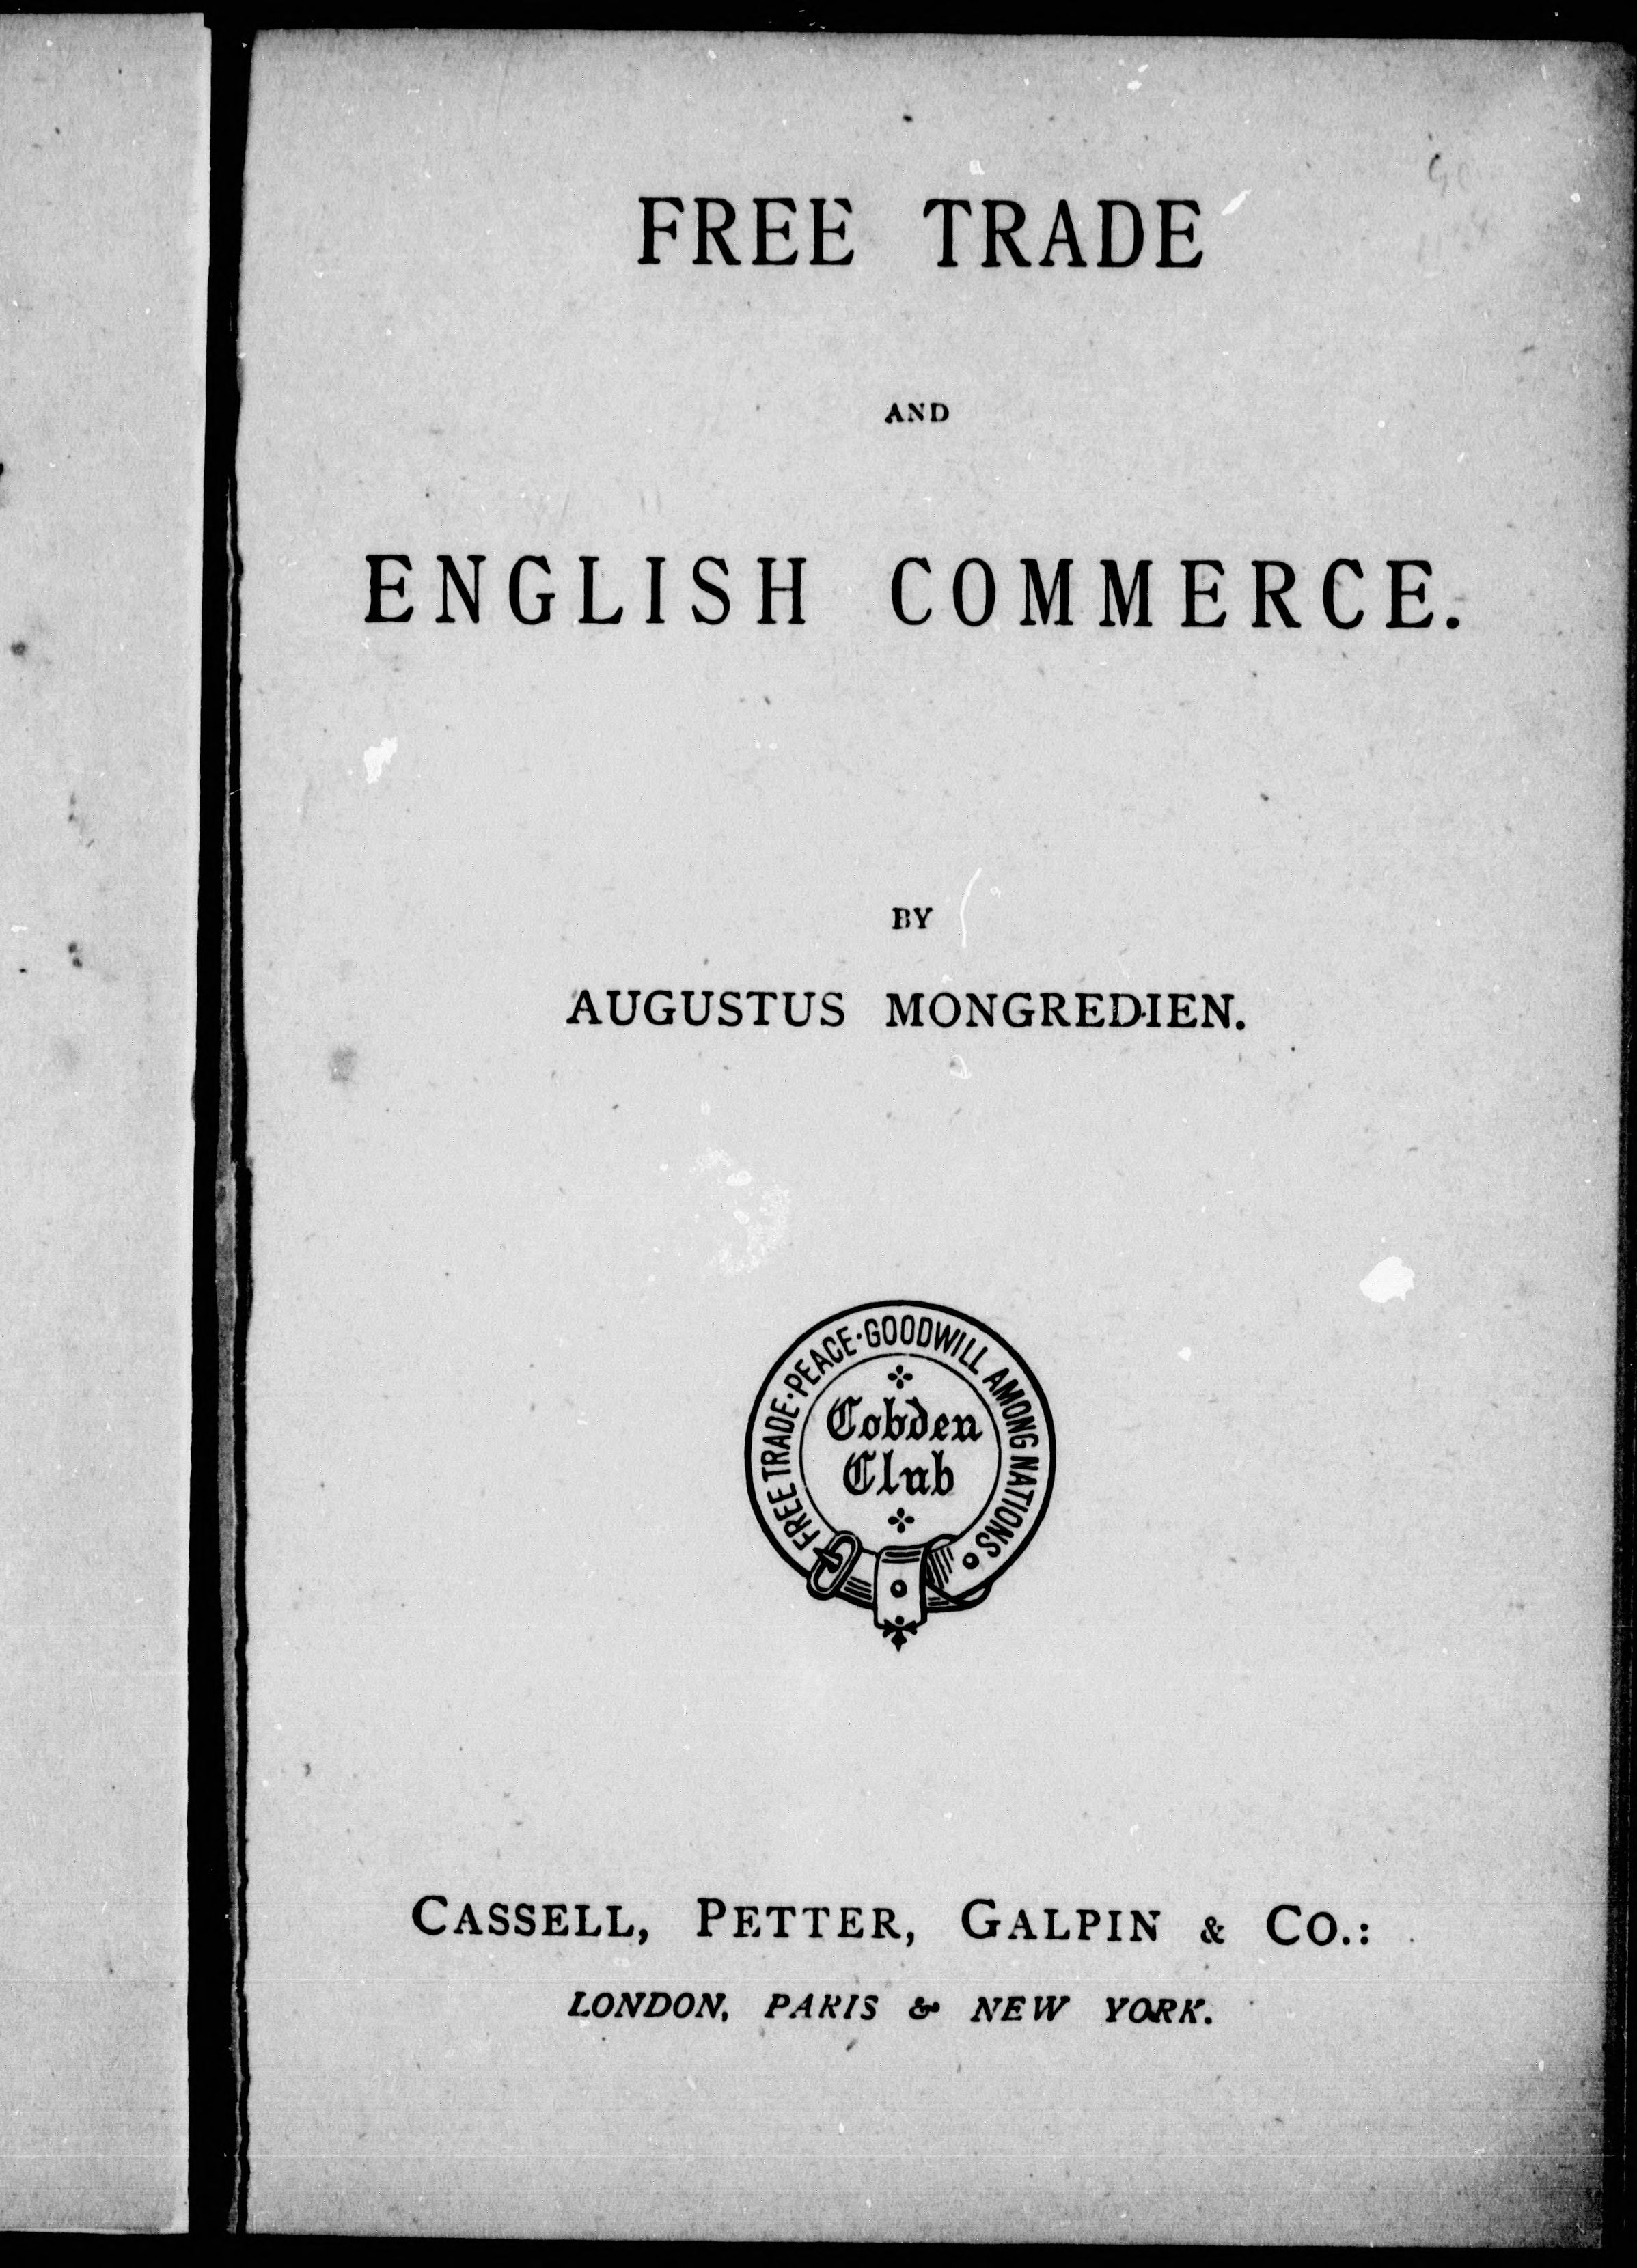 FREE TRADE
AND
ENGLISH COMMERCE.
BY
AUGUSTUS MONGREDIEN.
FREE TRADE·PEACE·GOODWILL AMONG NATIONS
Cobden
Club
CASSELL, PETTER, GALPIN & CO.:
LONDON, PARIS & NEW YORK.